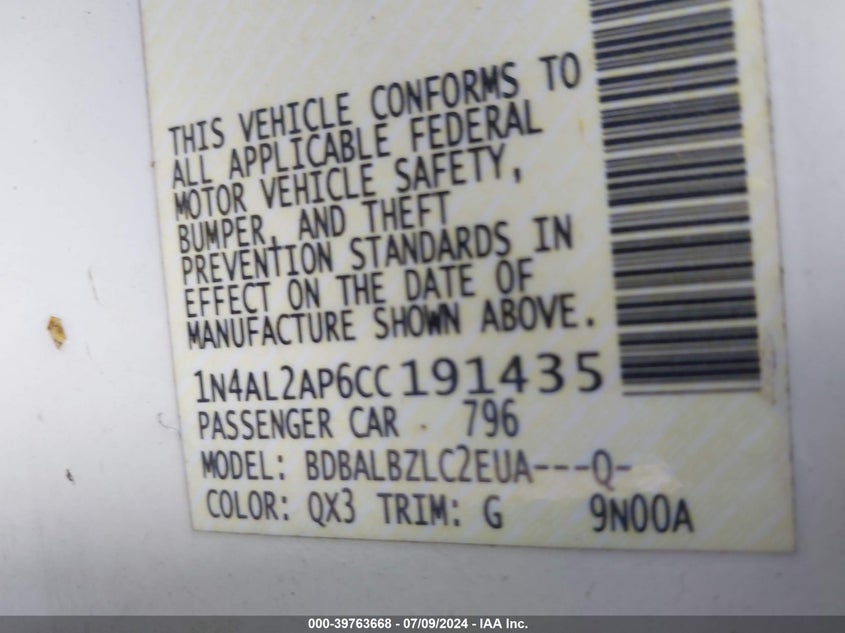 THIS VEHICLE CONFORMS TO
ALL APPLICABLE FEDERAL
MOTOR VEHICLE SAFETY,
BUMPER, AND THEFT
PREVENTION STANDARDS IN
EFFECT ON THE DATE OF
MANUFACTURE SHOWN ABOVE.
1N4AL2AP6CC191435
PASSENGER CAR 796
MODEL: BDBALBZLC2EUA---Q-
COLOR: QX3 TRIM: G 9N00A
000-39763668 - 07/09/2024 - IAA Inc.